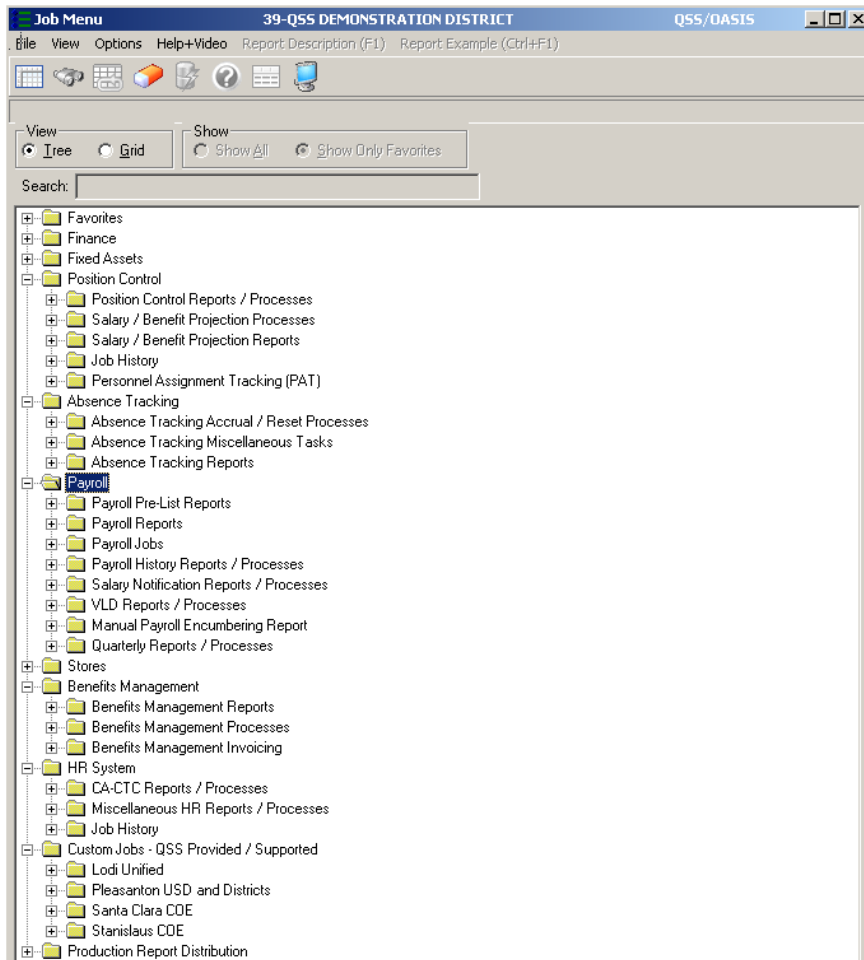 Job Menu 39-QSS DEMONSTRATION DISTRICT QSS/OASIS
File View Options Help+Video Report Description (F1) Report Example (Ctrl+F1)
View Show
Tree Grid Show All Show Only Favorites
Search:
Favorites
Finance
Fixed Assets
Position Control
Position Control Reports / Processes
Salary / Benefit Projection Processes
Salary / Benefit Projection Reports
Job History
Personnel Assignment Tracking (PAT)
Absence Tracking
Absence Tracking Accrual / Reset Processes
Absence Tracking Miscellaneous Tasks
Absence Tracking Reports
Payroll
Payroll Pre-List Reports
Payroll Reports
Payroll Jobs
Payroll History Reports / Processes
Salary Notification Reports / Processes
VLD Reports / Processes
Manual Payroll Encumbering Report
Quarterly Reports / Processes
Stores
Benefits Management
Benefits Management Reports
Benefits Management Processes
Benefits Management Invoicing
HR System
CA-CTC Reports / Processes
Miscellaneous HR Reports / Processes
Job History
Custom Jobs - QSS Provided / Supported
Lodi Unified
Pleasanton USD and Districts
Santa Clara COE
Stanislaus COE
Production Report Distribution